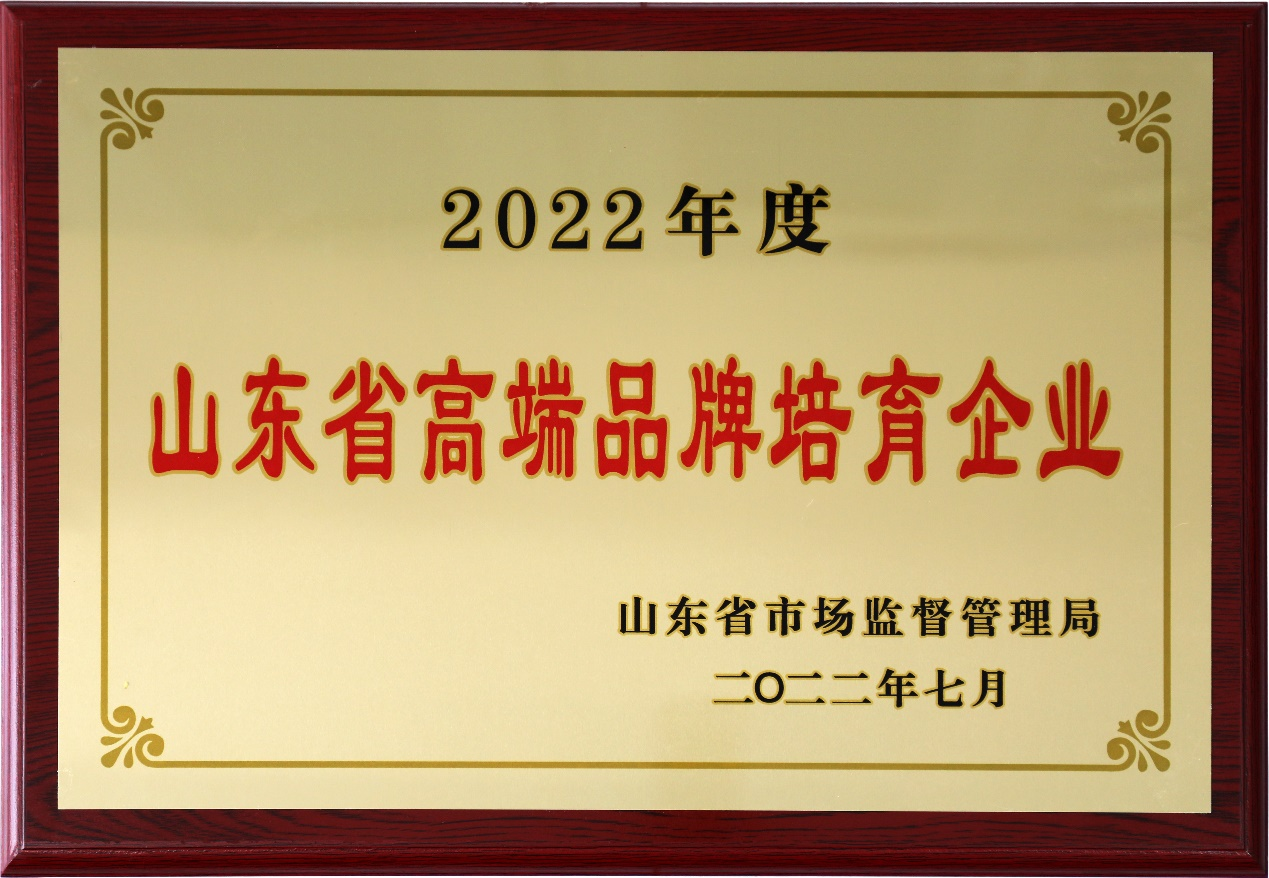 2022年度
山东省高端品牌培育企业
山东省市场监督管理局
二〇二二年七月